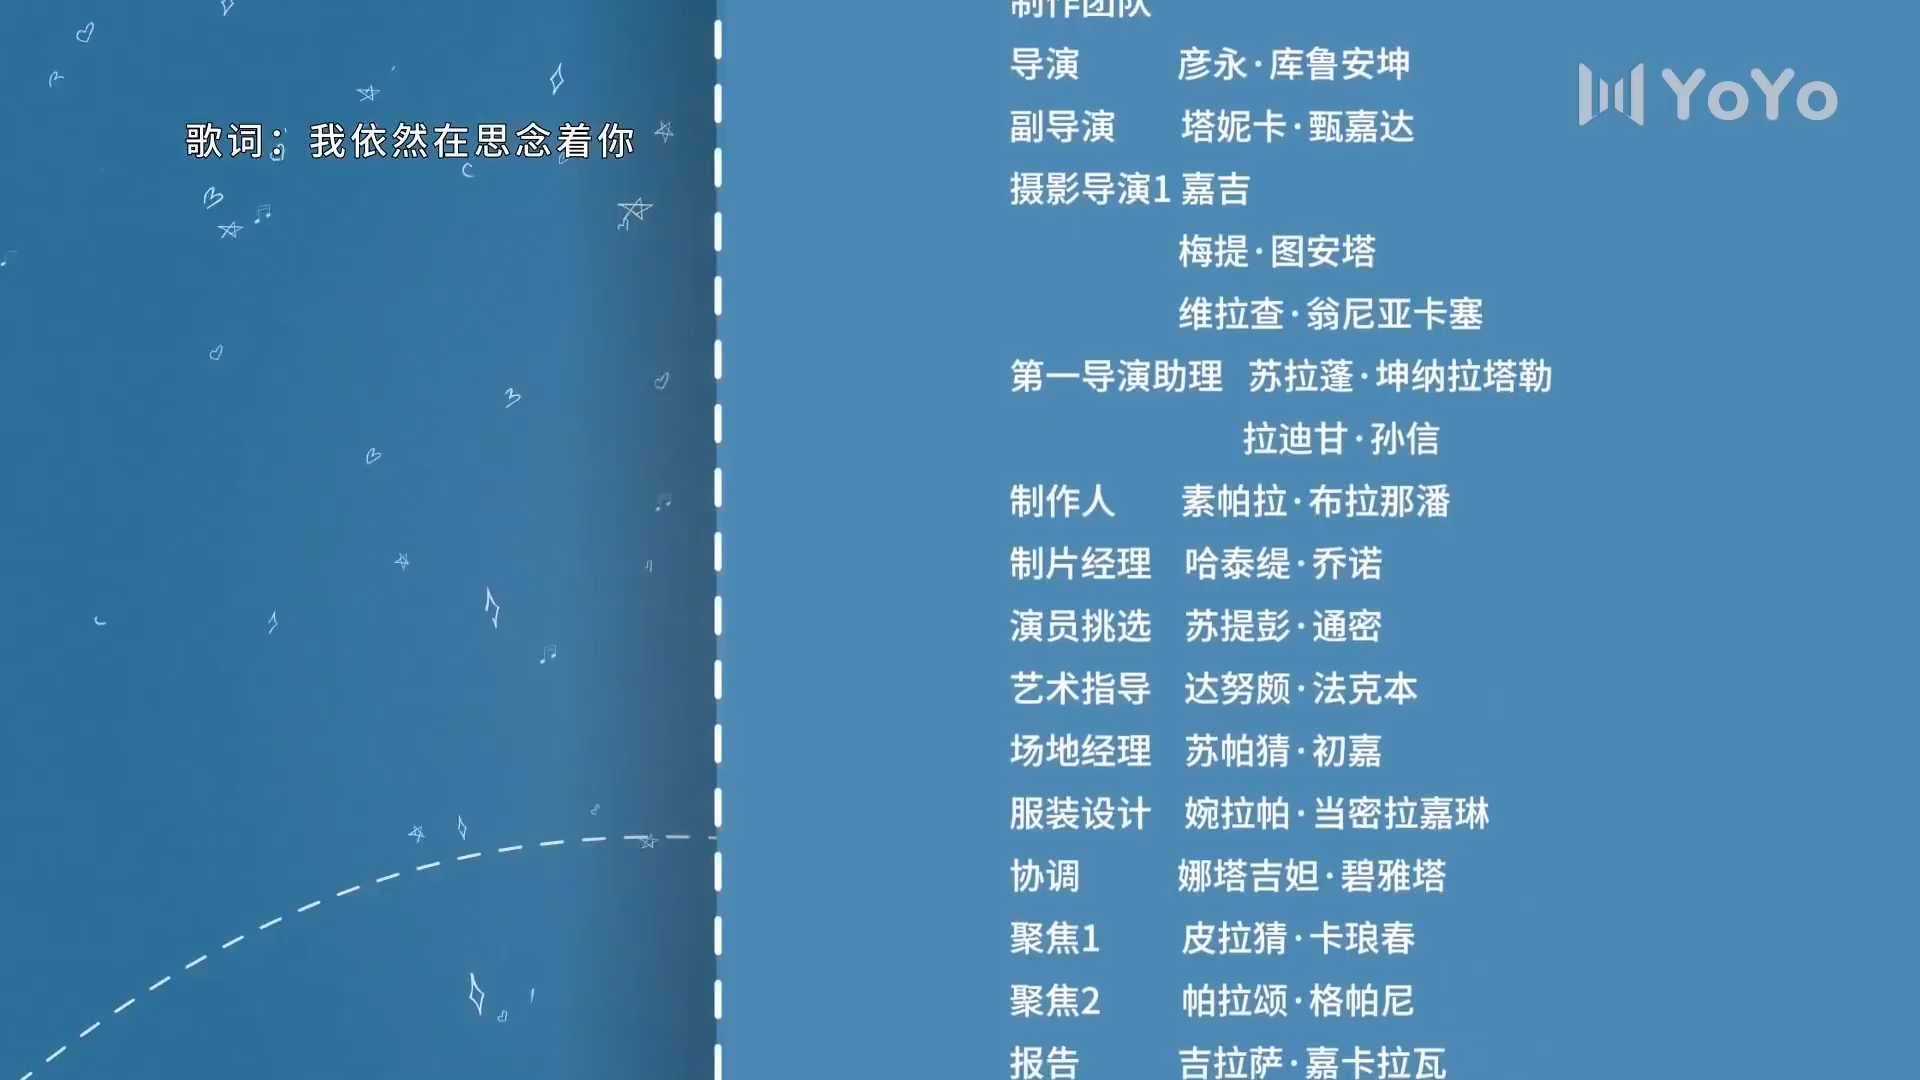 制作团队
导演 彦永·库鲁安坤
YoYo
副导演 塔妮卡·甄嘉达
歌词：我依然在思念着你
摄影导演1 嘉吉
梅提·图安塔
维拉查·翁尼亚卡塞
第一导演助理 苏拉蓬·坤纳拉塔勒
拉迪甘·孙信
制作人 素帕拉·布拉那潘
制片经理 哈泰缇·乔诺
演员挑选 苏提彭·通密
艺术指导 达努颇·法克本
场地经理 苏帕猜·初嘉
服装设计 婉拉帕·当密拉嘉琳
协调 娜塔吉妲·碧雅塔
聚焦1 皮拉猜·卡琅春
聚焦2 帕拉颂·格帕尼
报告 吉拉萨·嘉卡拉瓦